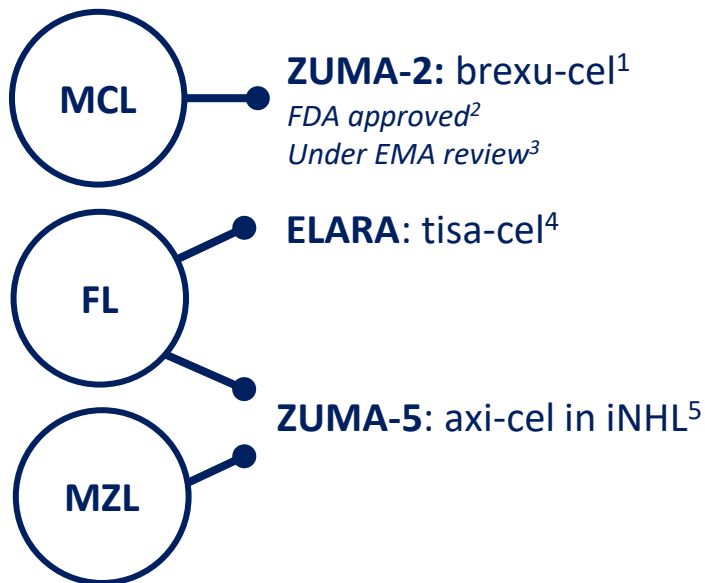 MCL
ZUMA-2: brexu-cel¹
FDA approved²
Under EMA review³
ELARA: tisa-cel⁴
FL
ZUMA-5: axi-cel in iNHL⁵
MZL